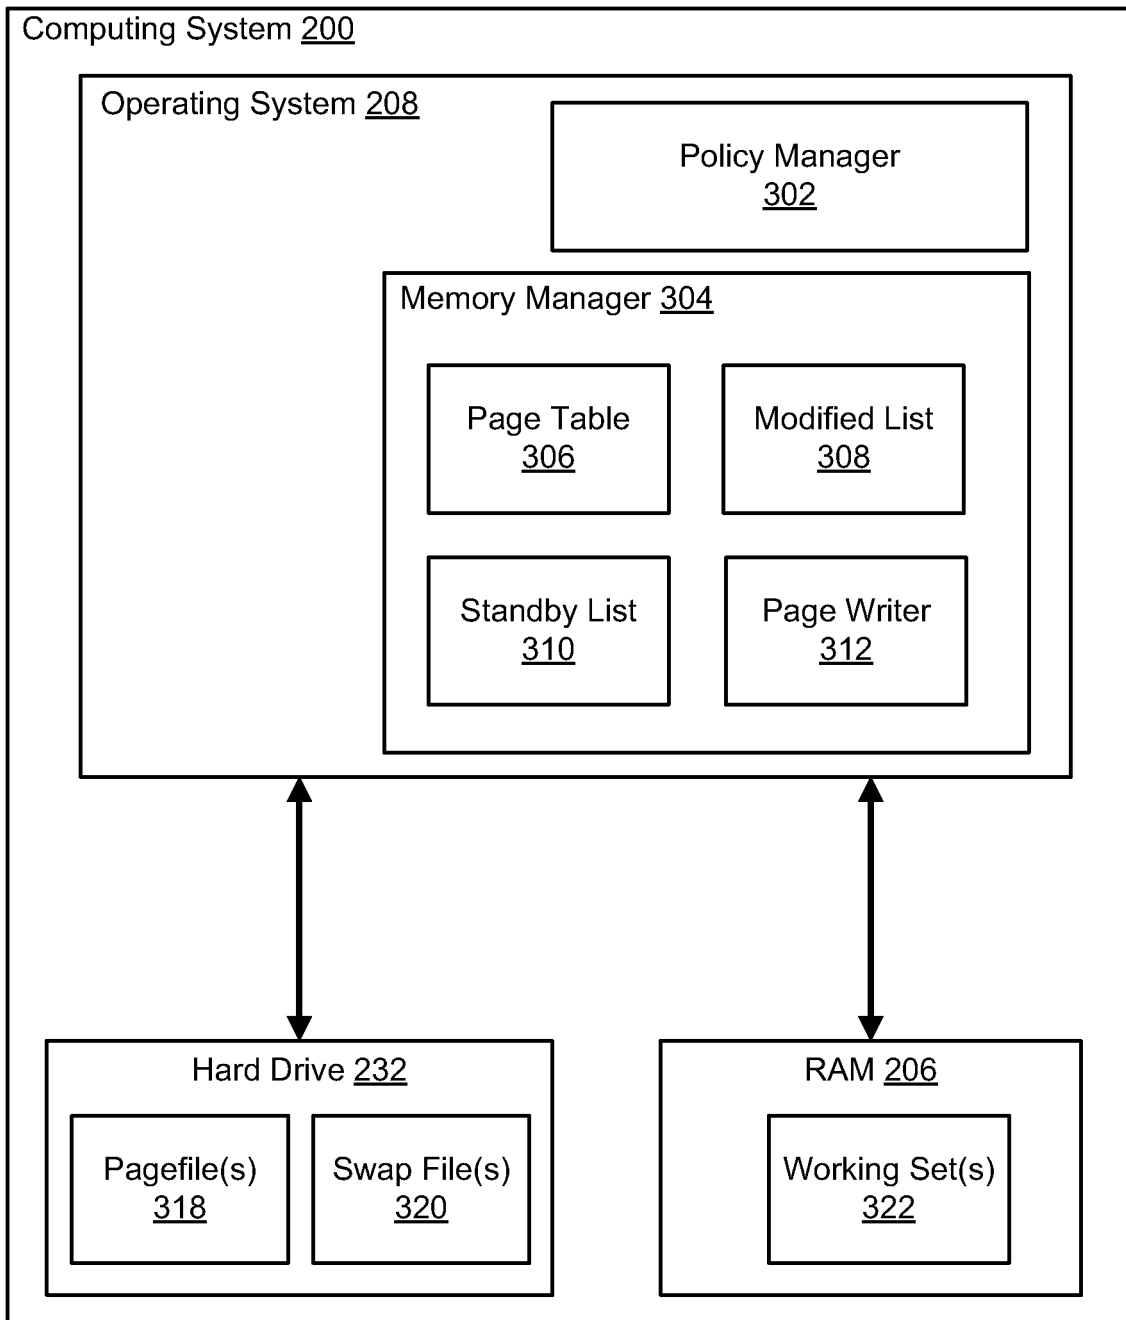 Computing System 200
Operating System 208
Policy Manager
302
Memory Manager 304
Page Table
306
Modified List
308
Standby List
310
Page Writer
312
Hard Drive 232
Pagefile(s)
318
Swap File(s)
320
RAM 206
Working Set(s)
322